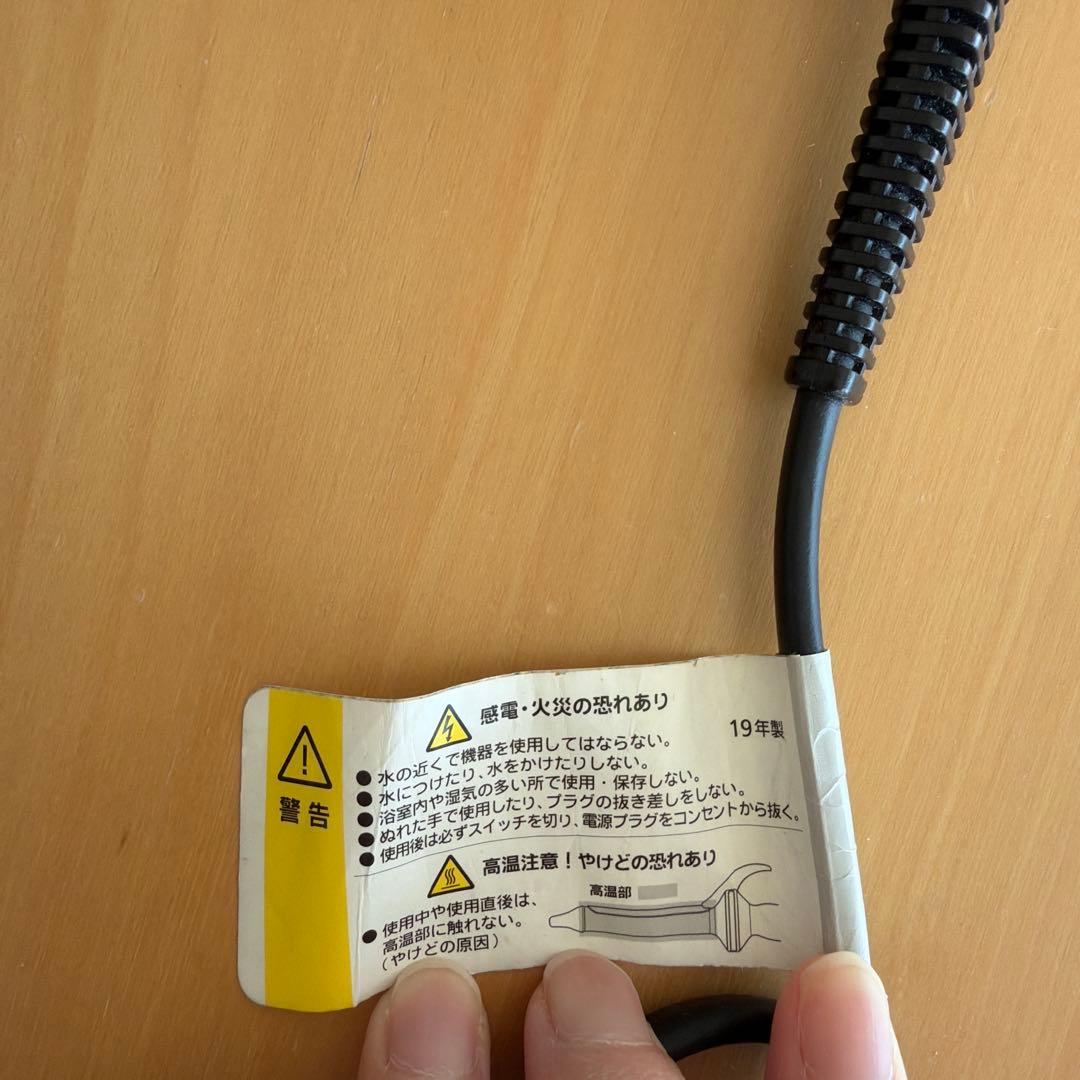 警告
感電・火災の恐れあり
19年製
●水の近くで機器を使用してはならない。
●水につけたり、水をかけたりしない。
●浴室内や湿気の多い所で使用・保存しない。
●ぬれた手で使用したり、プラグの抜き差しをしない。
●使用後は必ずスイッチを切り、電源プラグをコンセントから抜く。
高温注意！やけどの恐れあり
高温部
●使用中や使用直後は、
高温部に触れない。
（やけどの原因）